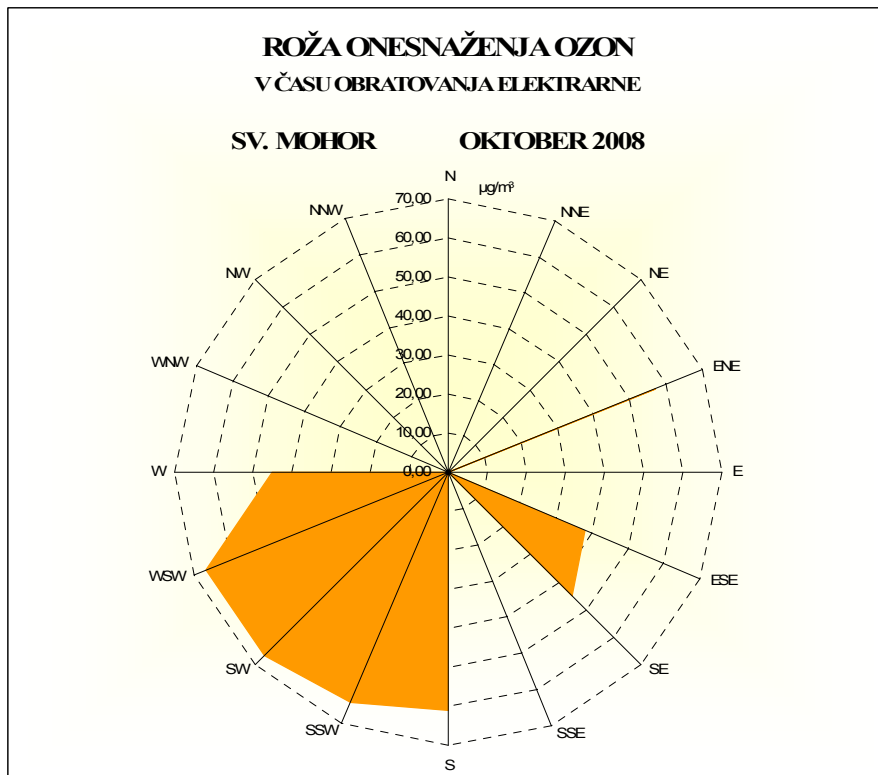 ROŽA ONESNAŽENJA OZON
V ČASU OBRATOVANJA ELEKTRARNE
SV. MOHOR OKTOBER 2008
N
µg/m³
70,00
NNW
NNE
60,00
NW
NE
50,00
40,00
30,00
WNW
ENE
20,00
10,00
W
0,00
E
WSW
ESE
SW
SE
SSW
SSE
S